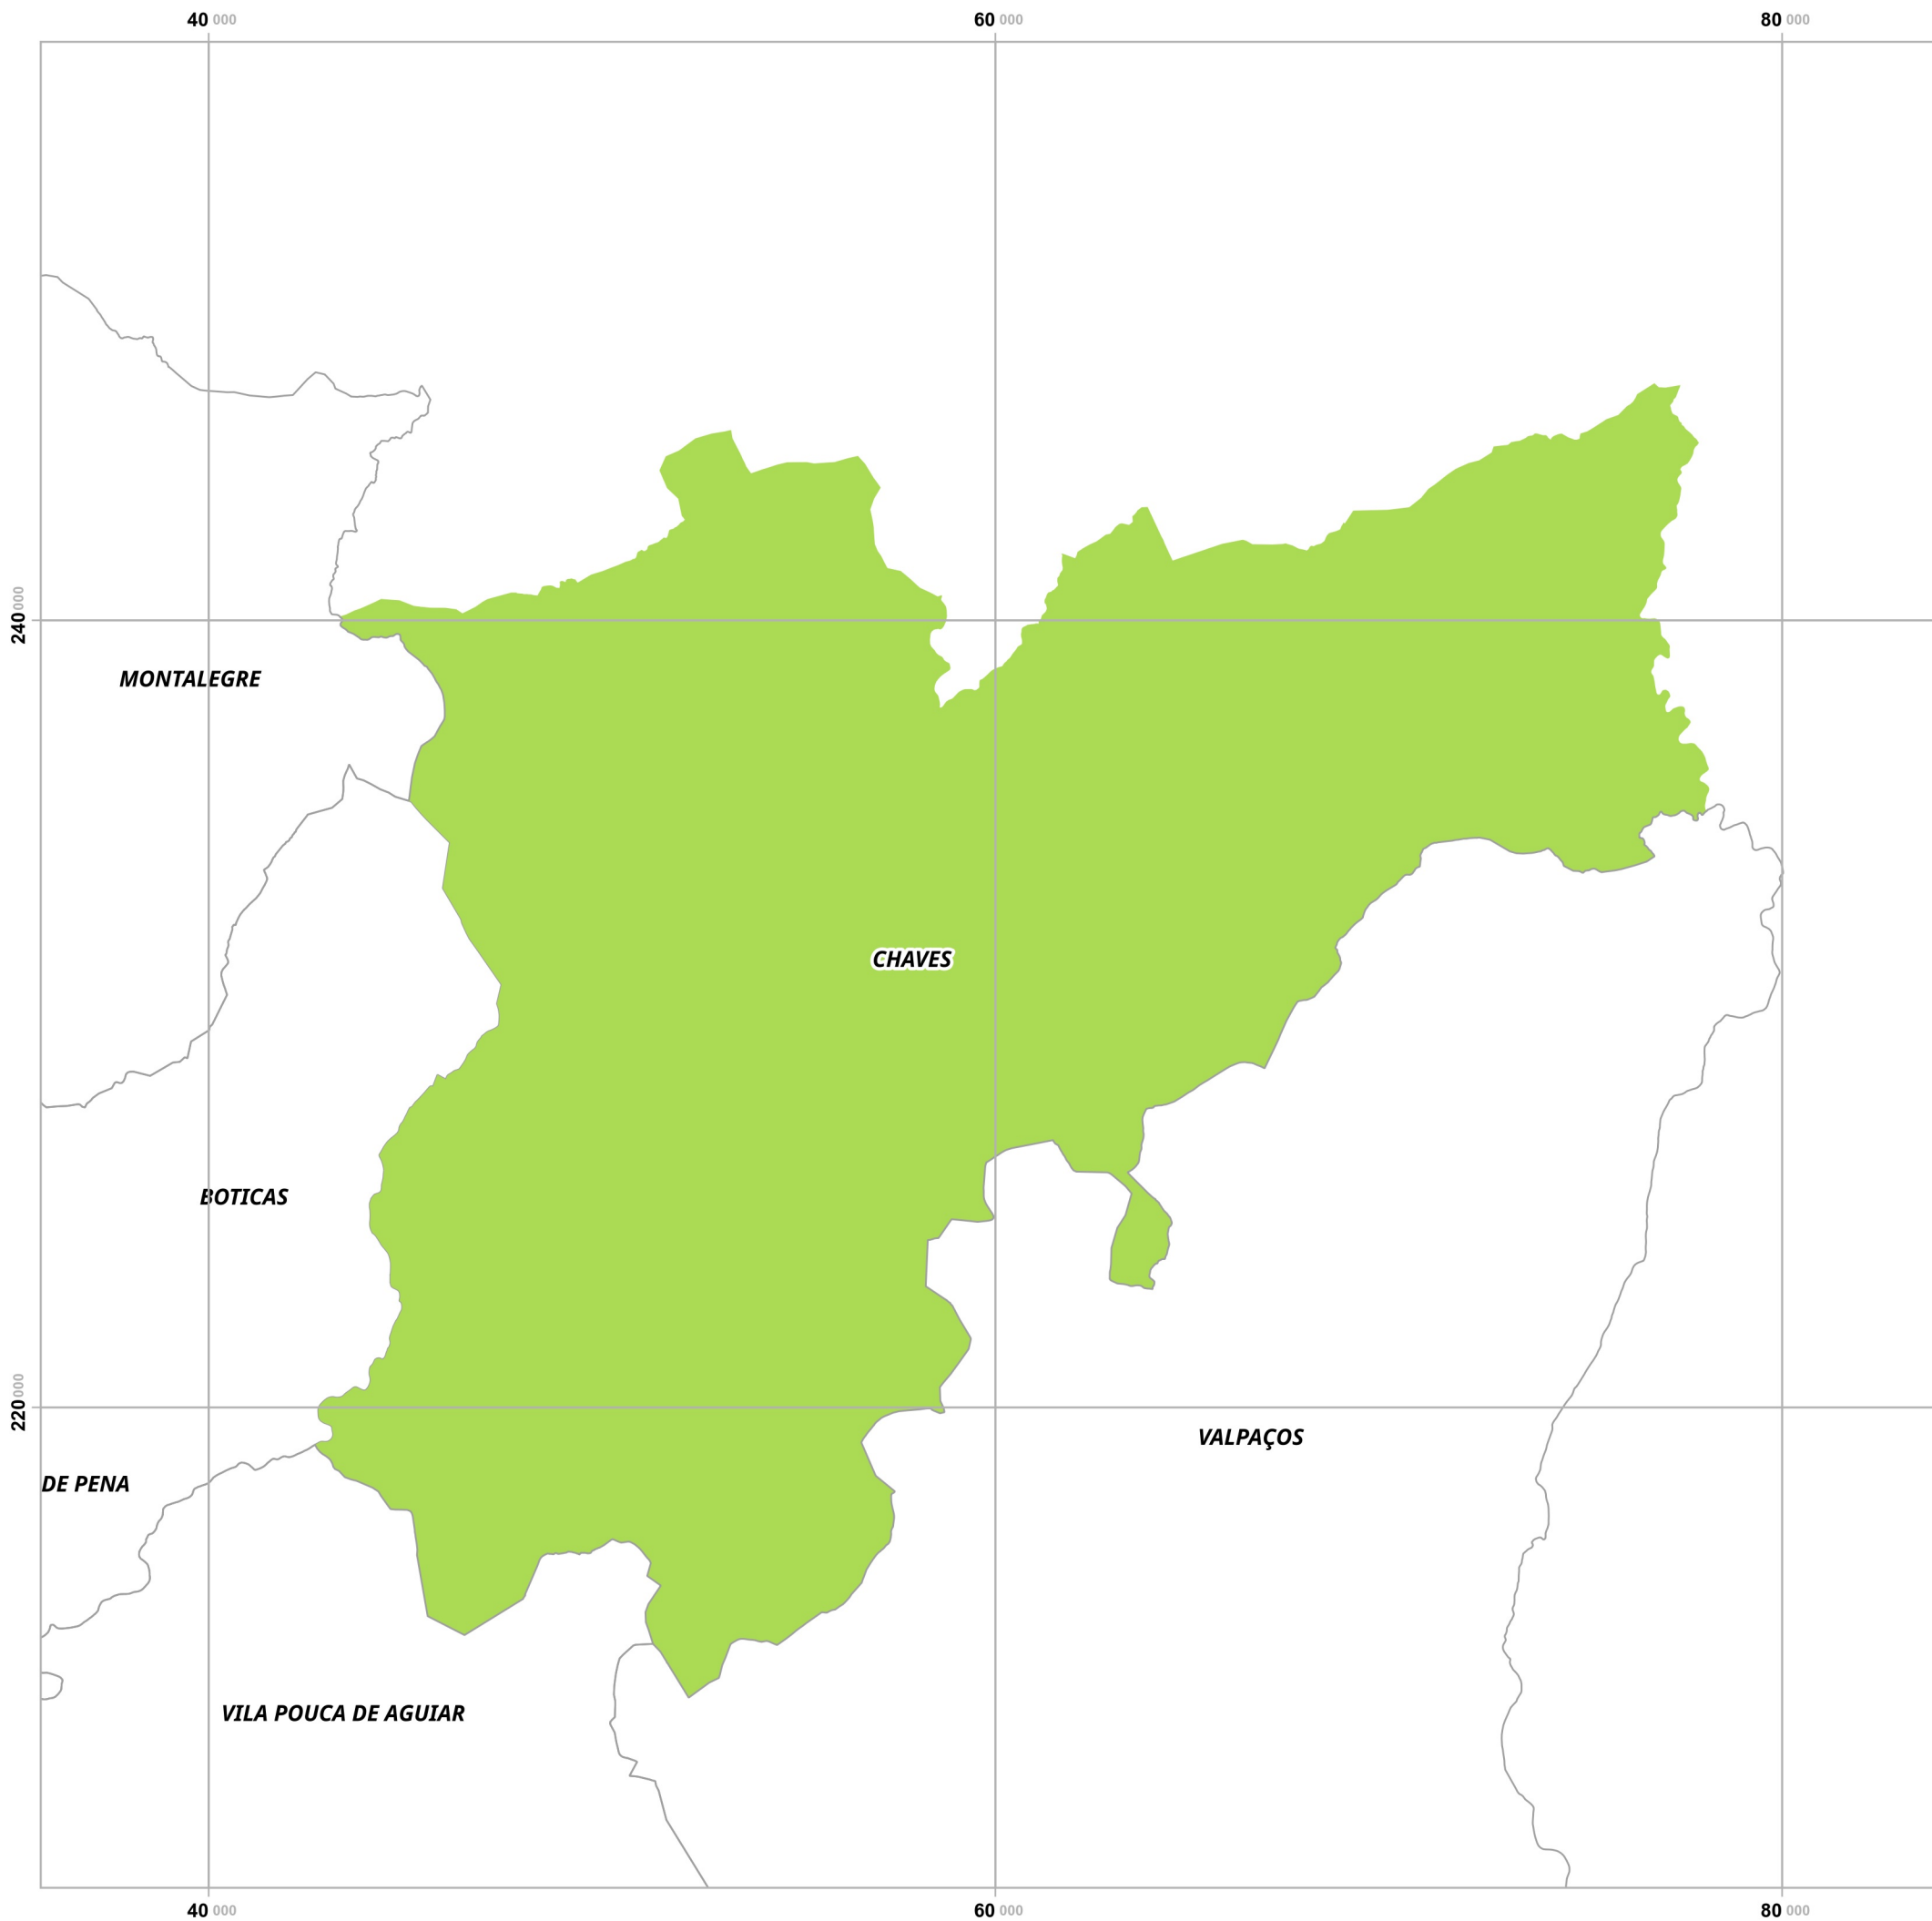 40 000 60 000 80 000
240 000
MONTALEGRE
CHAVES
BOTICAS
220 000
VALPAÇOS
DE PENA
VILA POUCA DE AGUIAR
40 000 60 000 80 000